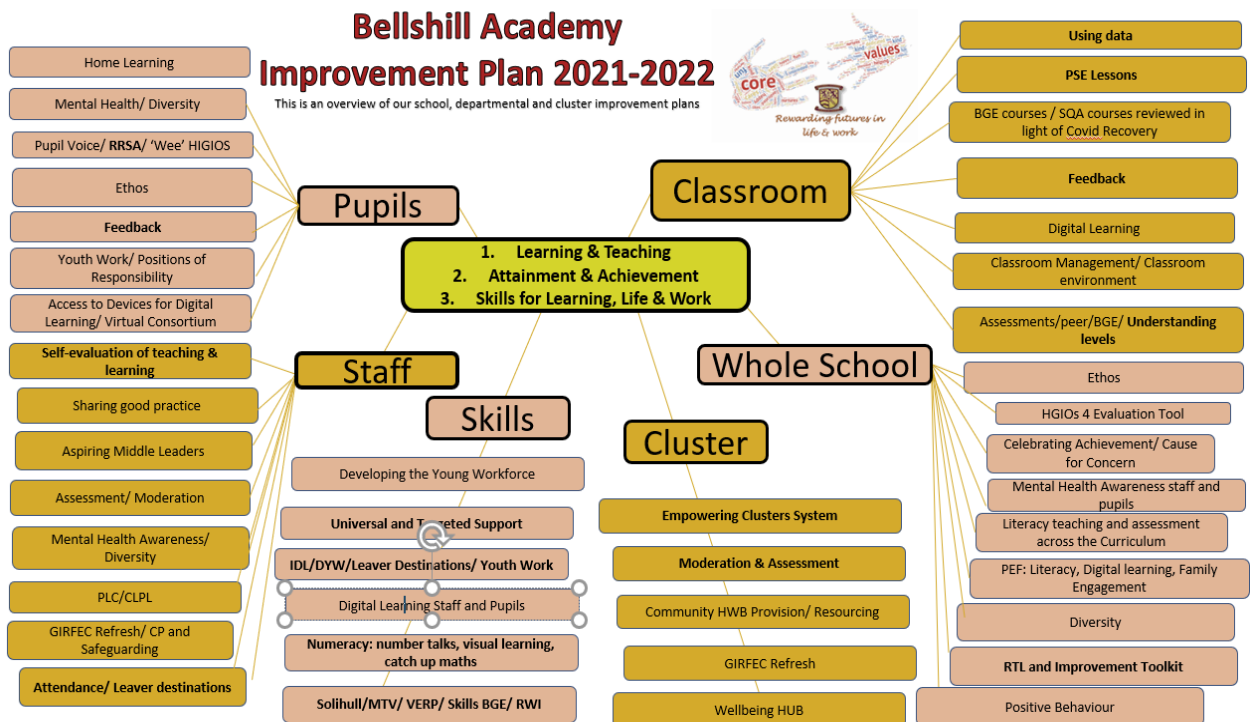 Bellshill Academy
Improvement Plan 2021-2022
This is an overview of our school, departmental and cluster improvement plans
core
values
Rewarding futures in
life & work
Home Learning
Mental Health/ Diversity
Pupil Voice/ RRSA/ ‘Wee’ HIGIOS
Ethos
Feedback
Youth Work/ Positions of
Responsibility
Access to Devices for Digital
Learning/ Virtual Consortium
Pupils
Classroom
Using data
PSE Lessons
BGE courses / SQA courses reviewed in
light of Covid Recovery
Feedback
Digital Learning
Classroom Management/ Classroom
environment
Assessments/peer/BGE/ Understanding
levels
1. Learning & Teaching
2. Attainment & Achievement
3. Skills for Learning, Life & Work
Staff
Self-evaluation of teaching &
learning
Sharing good practice
Aspiring Middle Leaders
Assessment/ Moderation
Mental Health Awareness/
Diversity
PLC/CLPL
GIRFEC Refresh/ CP and
Safeguarding
Attendance/ Leaver destinations
Skills
Developing the Young Workforce
Universal and Targeted Support
IDL/DYW/Leaver Destinations/ Youth Work
Digital Learning Staff and Pupils
Numeracy: number talks, visual learning,
catch up maths
Solihull/MTV/ VERP/ Skills BGE/ RWI
Cluster
Empowering Clusters System
Moderation & Assessment
Community HWB Provision/ Resourcing
GIRFEC Refresh
Wellbeing HUB
Whole School
Ethos
HGIOs 4 Evaluation Tool
Celebrating Achievement/ Cause
for Concern
Mental Health Awareness staff and
pupils
Literacy teaching and assessment
across the Curriculum
PEF: Literacy, Digital learning, Family
Engagement
Diversity
RTL and Improvement Toolkit
Positive Behaviour